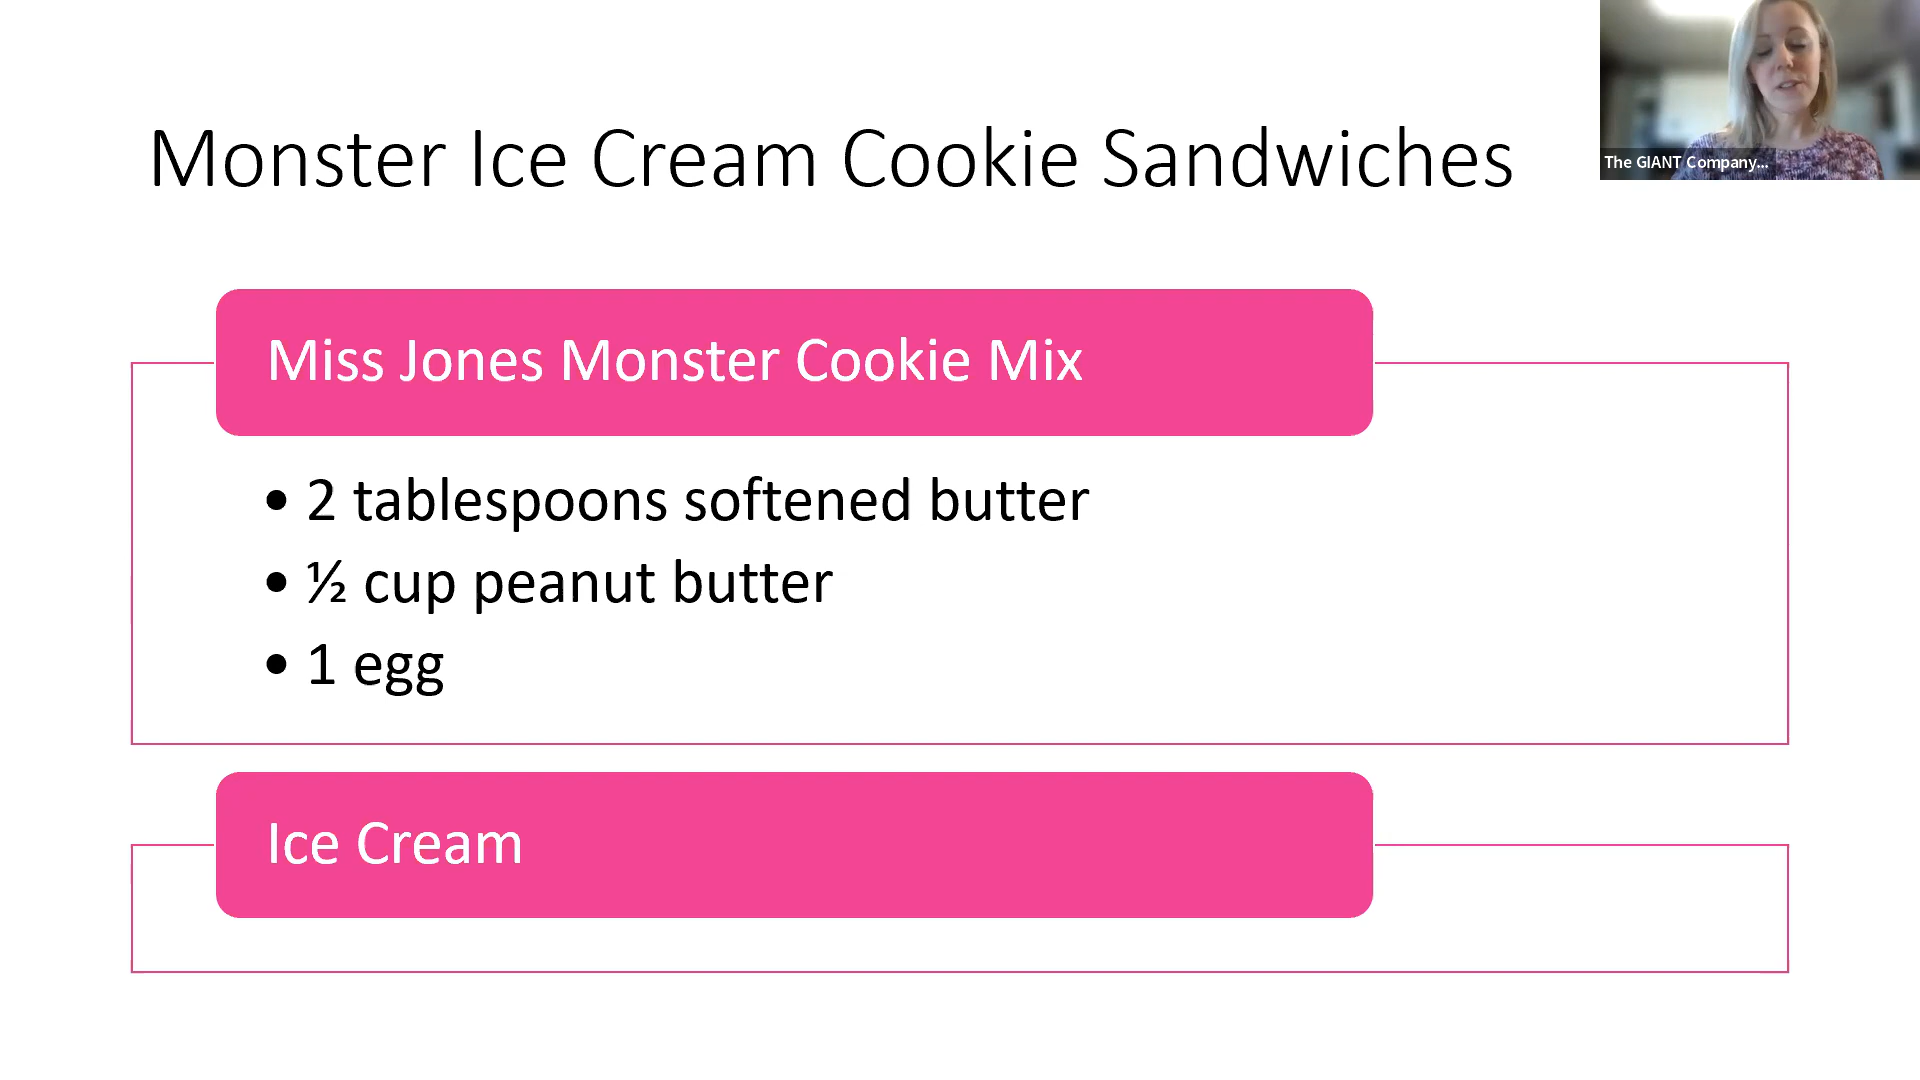 Monster Ice Cream Cookie Sandwiches
The GIANT Company...
Miss Jones Monster Cookie Mix
• 2 tablespoons softened butter
• ½ cup peanut butter
• 1 egg
Ice Cream